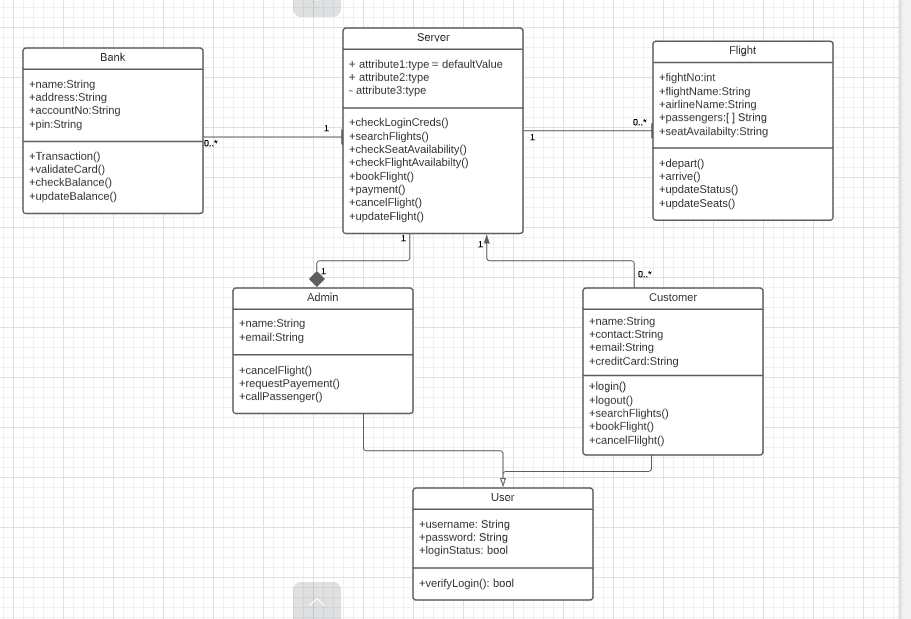 Bank
+name:String
+address:String
+accountNo:String
+pin:String
+Transaction()
+validateCard()
+checkBalance()
+updateBalance()
0..*
1
Server
+ attribute1:type = defaultValue
+ attribute2:type
- attribute3:type
+checkLoginCreds()
+searchFlights()
+checkSeatAvailability()
+checkFlightAvailabilty()
+bookFlight()
+payment()
+cancelFlight()
+updateFlight()
1
0..*
Flight
+fightNo:int
+flightName:String
+airlineName:String
+passengers:[ ] String
+seatAvailabilty:String
+depart()
+arrive()
+updateStatus()
+updateSeats()
1
1
1
0..*
Admin
+name:String
+email:String
+cancelFlight()
+requestPayement()
+callPassenger()
Customer
+name:String
+contact:String
+email:String
+creditCard:String
+login()
+logout()
+searchFlights()
+bookFlight()
+cancelFlilght()
User
+username: String
+password: String
+loginStatus: bool
+verifyLogin(): bool